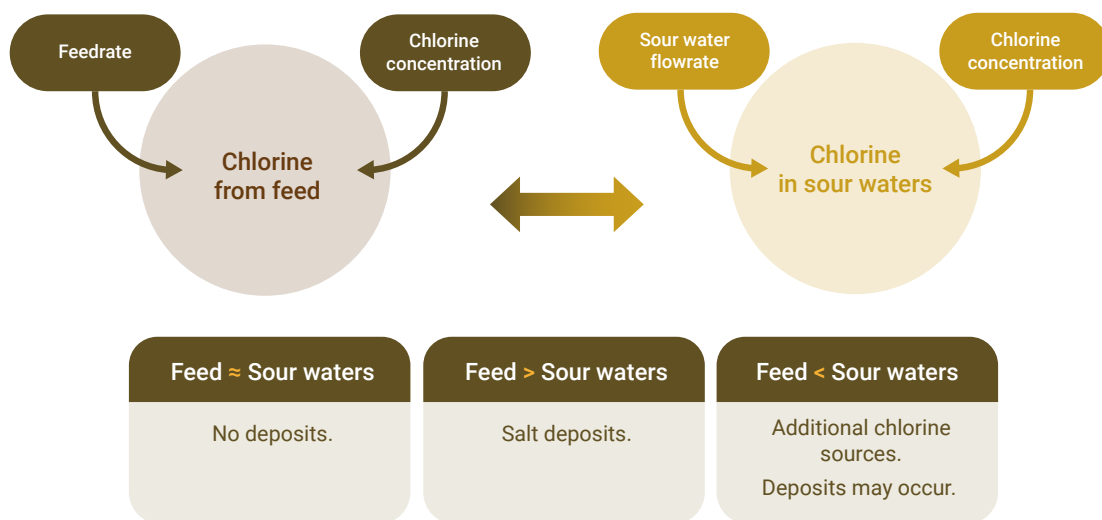 Feedrate
Chlorine
concentration
Chlorine
from feed
Sour water
flowrate
Chlorine
concentration
Chlorine
in sour waters
Feed ≈ Sour waters
No deposits.
Feed > Sour waters
Salt deposits.
Feed < Sour waters
Additional chlorine
sources.
Deposits may occur.